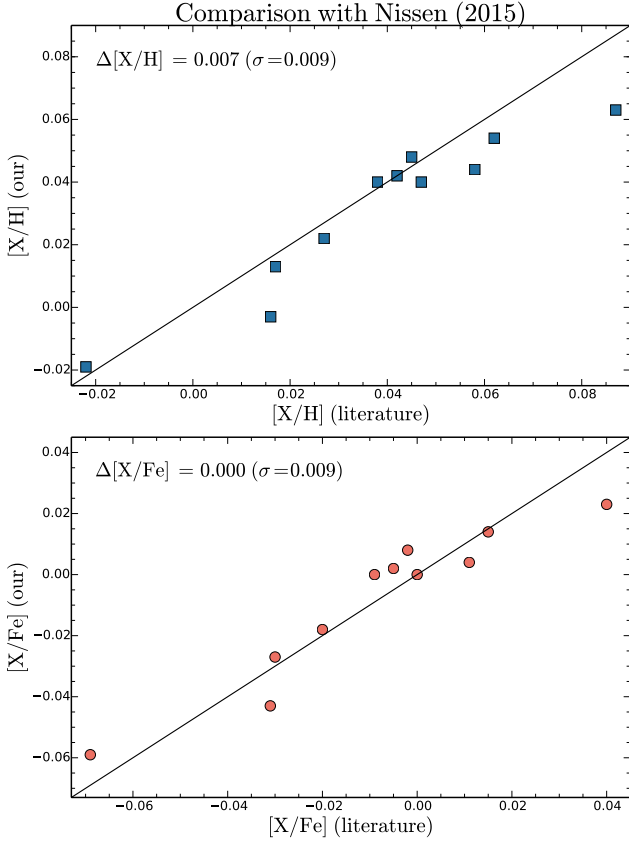 Comparison with Nissen (2015)
Δ[X/H] = 0.007 (σ=0.009)
0.08
0.06
0.04
0.02
0.00
−0.02
[X/H] (our)
−0.02 0.00 0.02 0.04 0.06 0.08
[X/H] (literature)
Δ[X/Fe] = 0.000 (σ=0.009)
0.04
0.02
0.00
−0.02
−0.04
−0.06
[X/Fe] (our)
−0.06 −0.04 −0.02 0.00 0.02 0.04
[X/Fe] (literature)